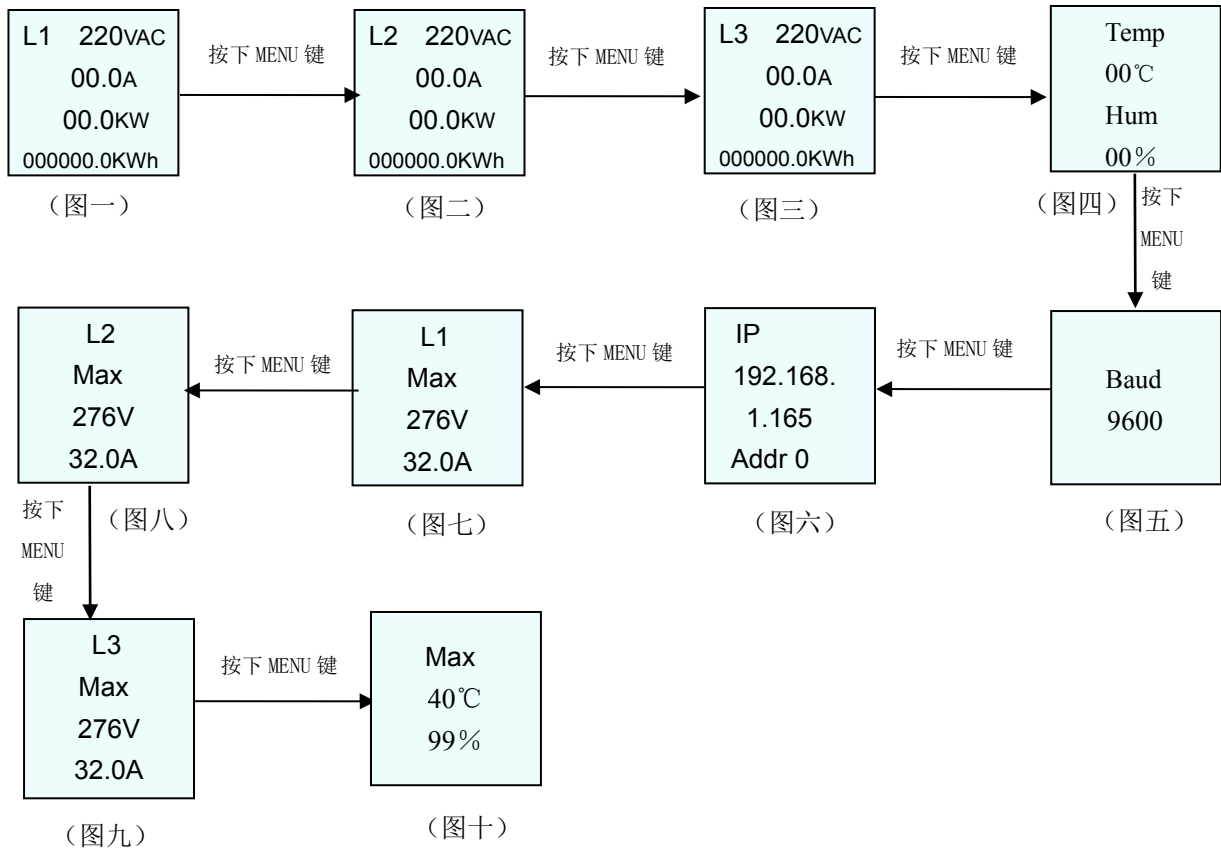 L1 220VAC
00.0A
00.0KW
000000.0KWh
(图一)
按下 MENU 键
L2 220VAC
00.0A
00.0KW
000000.0KWh
(图二)
按下 MENU 键
L3 220VAC
00.0A
00.0KW
000000.0KWh
(图三)
按下 MENU 键
Temp
00℃
Hum
00%
(图四)
按下
MENU
键
Baud
9600
(图五)
按下 MENU 键
IP
192.168.
1.165
Addr 0
(图六)
按下 MENU 键
L1
Max
276V
32.0A
(图七)
按下 MENU 键
L2
Max
276V
32.0A
(图八)
按下
MENU
键
L3
Max
276V
32.0A
(图九)
按下 MENU 键
Max
40℃
99%
(图十)